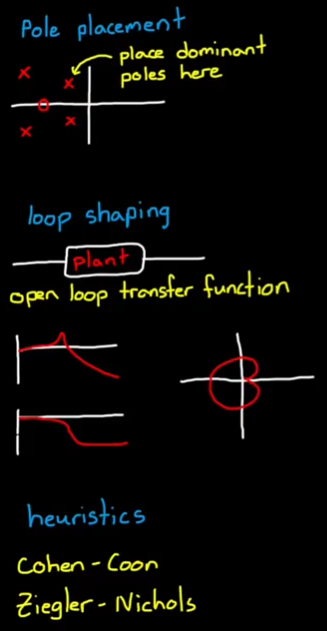 Pole placement
place dominant
poles here
loop shaping
plant
open loop transfer function
heuristics
Cohen-Coon
Ziegler-Nichols